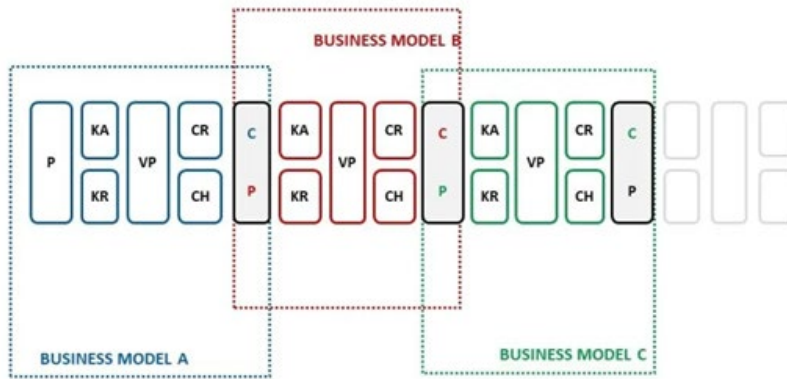 BUSINESS MODEL B
KA CR C KA CR C KA CR C
P VP VP VP
KR CH P KR CH P KR CH P
BUSINESS MODEL A
BUSINESS MODEL C